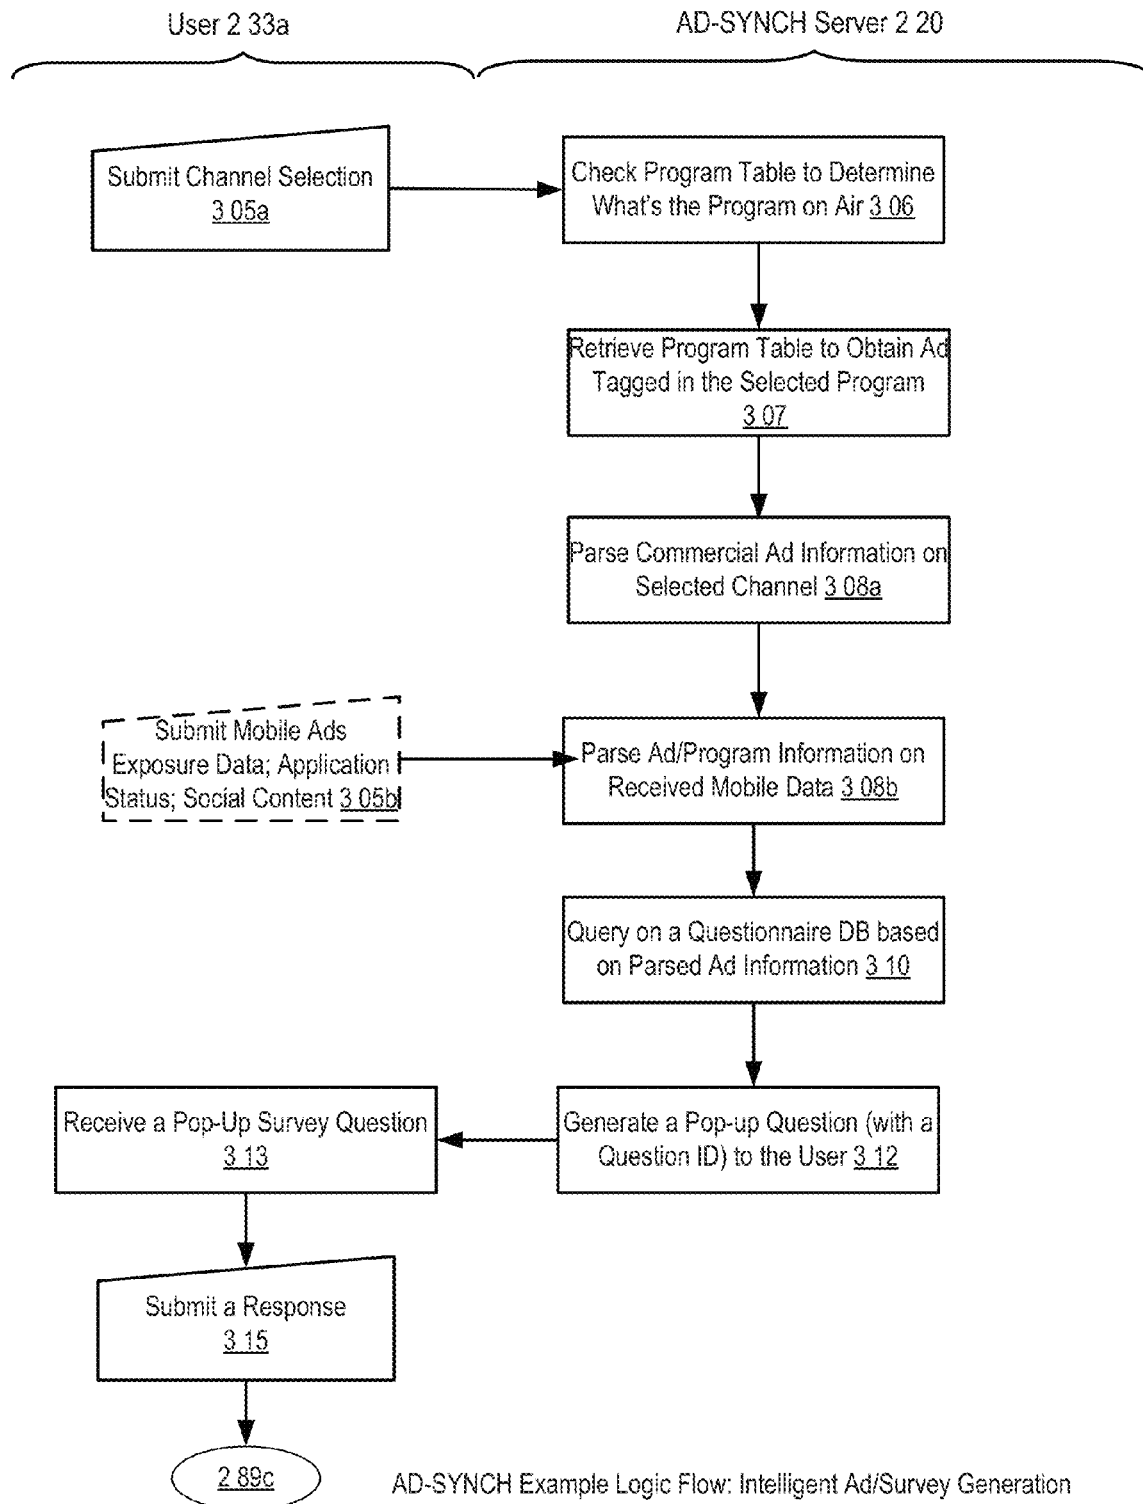 User 2 33a
AD-SYNCH Server 2 20
Submit Channel Selection
3 05a
Check Program Table to Determine
What's the Program on Air 3 06
Retrieve Program Table to Obtain Ad
Tagged in the Selected Program
3 07
Parse Commercial Ad Information on
Selected Channel 3 08a
Submit Mobile Ads
Exposure Data; Application
Status; Social Content 3 05b
Parse Ad/Program Information on
Received Mobile Data 3 08b
Query on a Questionnaire DB based
on Parsed Ad Information 3 10
Generate a Pop-up Question (with a
Question ID) to the User 3 12
Receive a Pop-Up Survey Question
3 13
Submit a Response
3 15
2 89c
AD-SYNCH Example Logic Flow: Intelligent Ad/Survey Generation